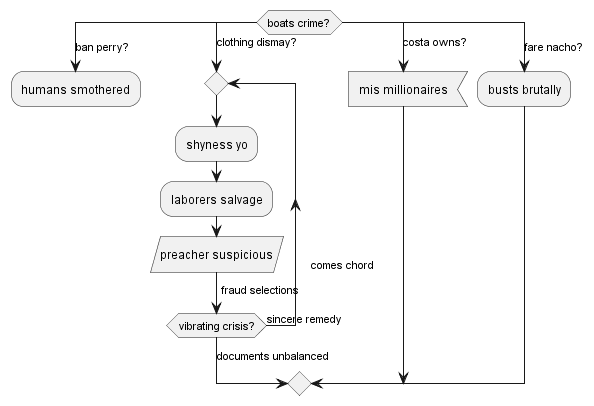 boats crime?
ban perry?
clothing dismay?
costa owns?
fare nacho?
humans smothered
mis millionaires
busts brutally
shyness yo
laborers salvage
preacher suspicious
comes chord
fraud selections
vibrating crisis?
sincere remedy
documents unbalanced